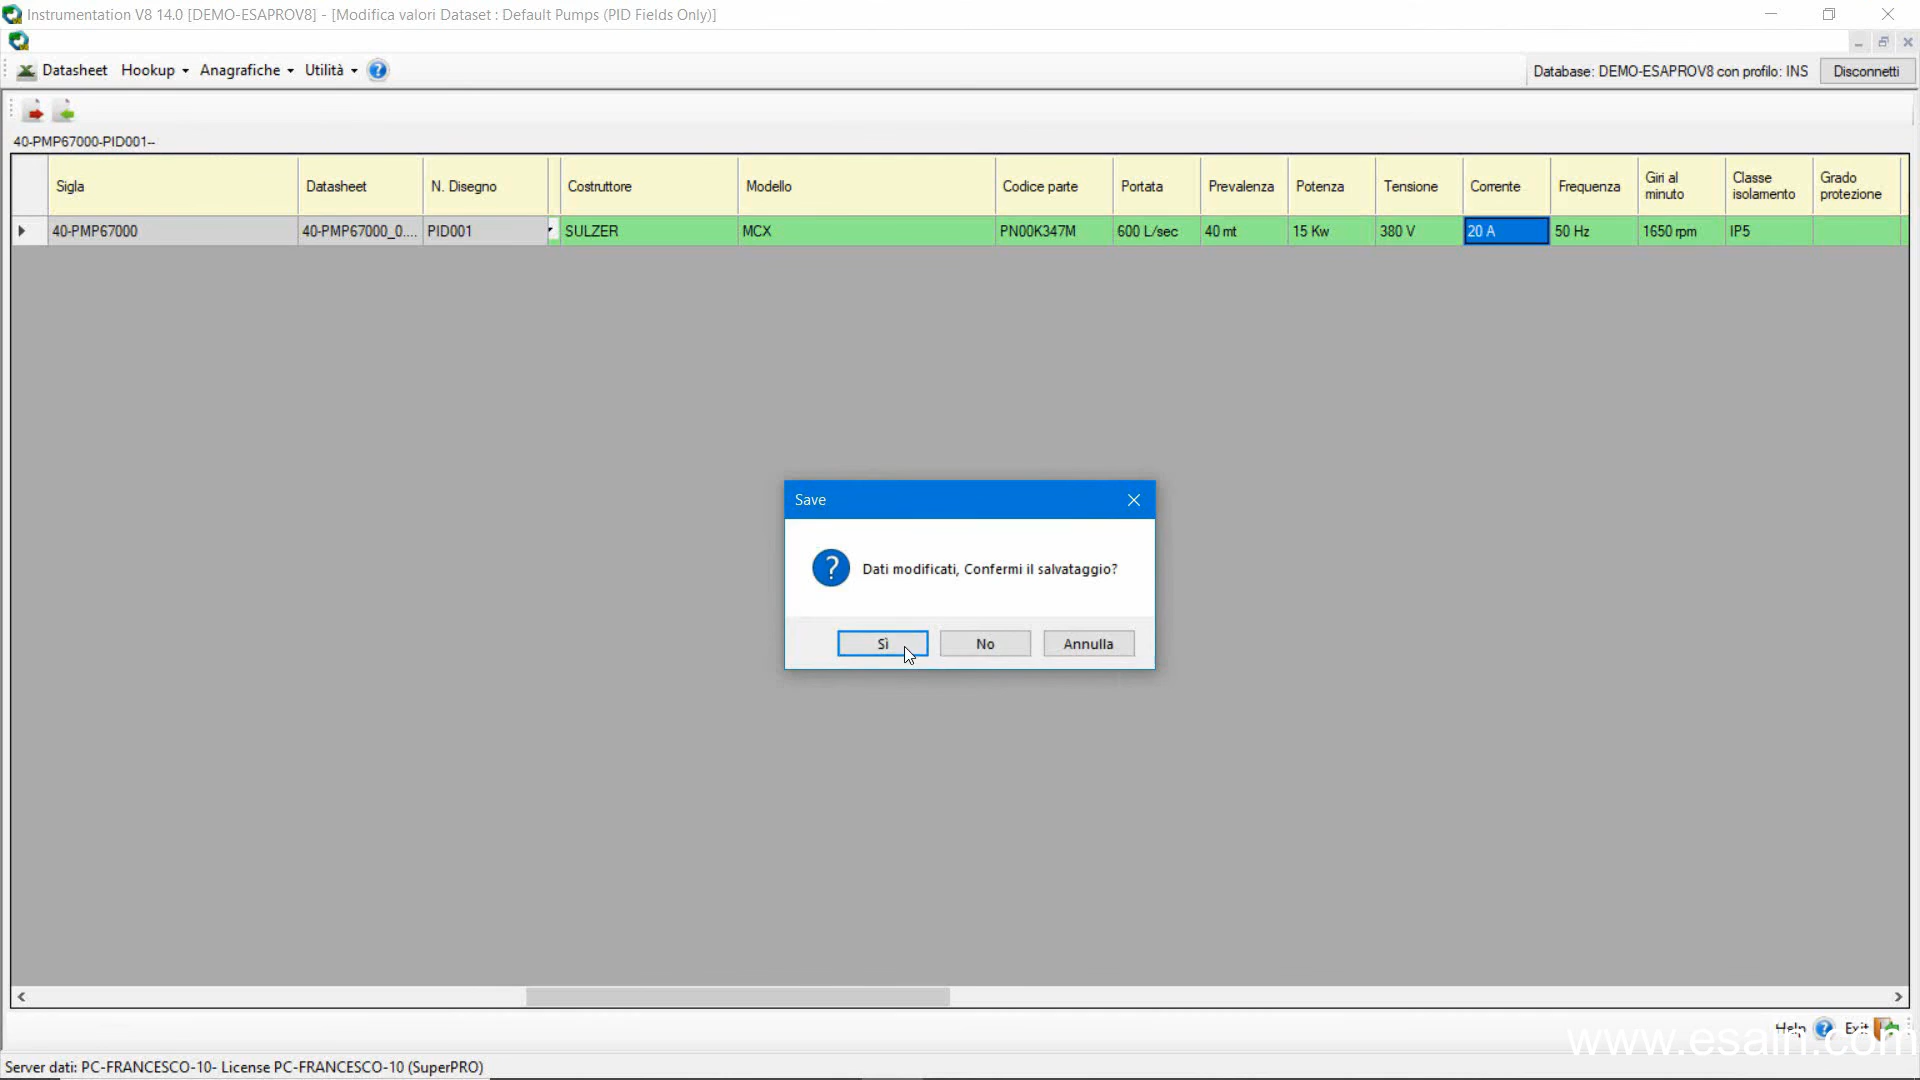 Instrumentation V8 14.0 [DEMO-ESAPROV8] - [Modifica valori Dataset : Default Pumps (PID Fields Only)]
Datasheet Hookup Anagrafiche Utilità Database: DEMO-ESAPROV8 con profilo: INS Disconnetti
40-PMP67000-PID001--
Sigla Datasheet N. Disegno Costruttore Modello Codice parte Portata Prevalenza Potenza Tensione Corrente Frequenza Giri al minuto Classe isolamento Grado protezione
40-PMP67000 40-PMP67000_0.... PID001 SULZER MCX PN00K347M 600 L/sec 40 mt 15 Kw 380 V 20 A 50 Hz 1650 rpm IP5
Save
Dati modificati, Confermi il salvataggio?
Sì No Annulla
Help Exit
www.esain.com
Server dati: PC-FRANCESCO-10- License PC-FRANCESCO-10 (SuperPRO)